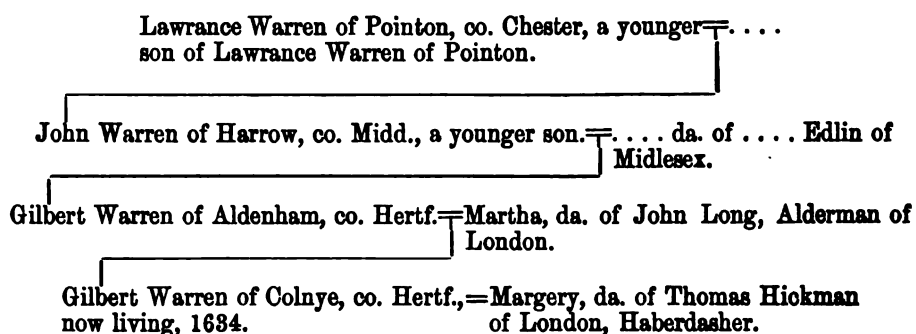 Lawrance Warren of Pointon, co. Chester, a younger=....
son of Lawrance Warren of Pointon.
John Warren of Harrow, co. Midd., a younger son.=.... da. of .... Edlin of
Midlesex.
Gilbert Warren of Aldenham, co. Hertf.=Martha, da. of John Long, Alderman of
London.
Gilbert Warren of Colnye, co. Hertf.,=Margery, da. of Thomas Hickman
now living, 1634. of London, Haberdasher.